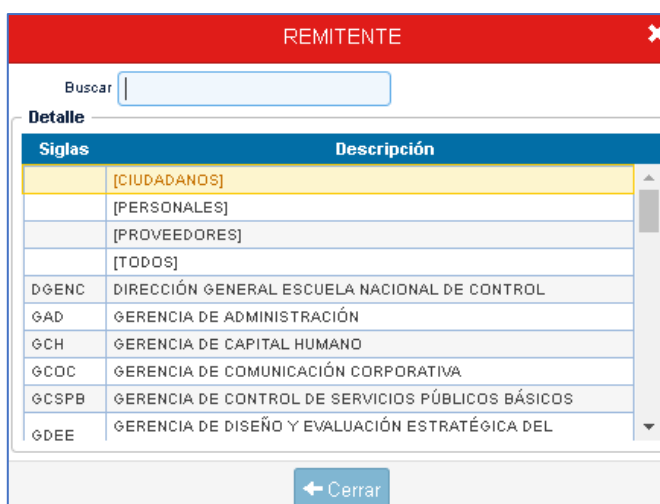 REMITENTE
Buscar
Detalle
Siglas Descripción
[CIUDADANOS]
[PERSONALES]
[PROVEEDORES]
[TODOS]
DGENC DIRECCIÓN GENERAL ESCUELA NACIONAL DE CONTROL
GAD GERENCIA DE ADMINISTRACIÓN
GCH GERENCIA DE CAPITAL HUMANO
GCOC GERENCIA DE COMUNICACIÓN CORPORATIVA
GCSPB GERENCIA DE CONTROL DE SERVICIOS PÚBLICOS BÁSICOS
GDEE GERENCIA DE DISEÑO Y EVALUACIÓN ESTRATÉGICA DEL
Cerrar